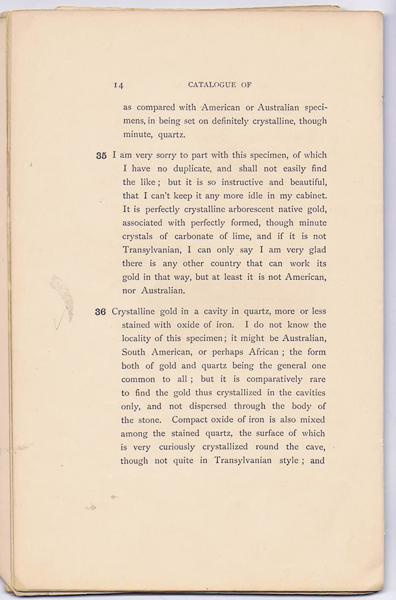 14 CATALOGUE OF
as compared with American or Australian speci-
mens, in being set on definitely crystalline, though
minute, quartz.
35 I am very sorry to part with this specimen, of which
I have no duplicate, and shall not easily find
the like; but it is so instructive and beautiful,
that I can't keep it any more idle in my cabinet.
It is perfectly crystalline arborescent native gold,
associated with perfectly formed, though minute
crystals of carbonate of lime, and if it is not
Transylvanian, I can only say I am very glad
there is any other country that can work its
gold in that way, but at least it is not American,
nor Australian.
36 Crystalline gold in a cavity in quartz, more or less
stained with oxide of iron. I do not know the
locality of this specimen; it might be Australian,
South American, or perhaps African; the form
both of gold and quartz being the general one
common to all; but it is comparatively rare
to find the gold thus crystallized in the cavities
only, and not dispersed through the body of
the stone. Compact oxide of iron is also mixed
among the stained quartz, the surface of which
is very curiously crystallized round the cave,
though not quite in Transylvanian style; and